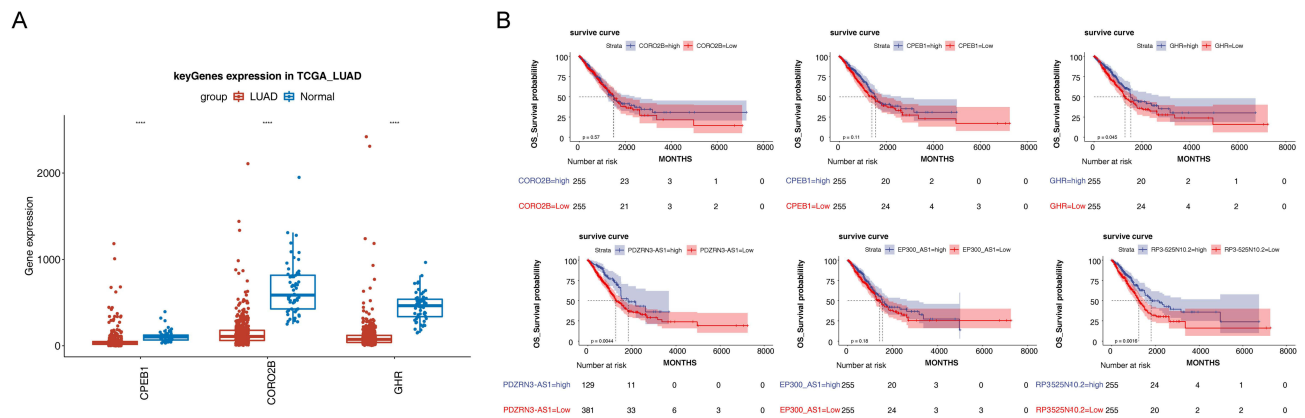 A
keyGenes expression in TCGA_LUAD
group LUAD Normal
**** **** ****
Gene expression
2000
1000
0
CPEB1 CORO2B GHR
B
survive curve
Strata CORO2B=high CORO2B=Low
OS_Survival probability
100
75
50
25
0
p = 0.57
0 2000 4000 6000 8000
Number at risk MONTHS
CORO2B=high 255 23 3 1 0
CORO2B=Low 255 21 3 2 0
survive curve
Strata CPEB1=high CPEB1=Low
OS_Survival probability
100
75
50
25
0
p = 0.11
0 2000 4000 6000 8000
Number at risk MONTHS
CPEB1=high 255 20 2 0 0
CPEB1=Low 255 24 4 3 0
survive curve
Strata GHR=high GHR=Low
OS_Survival probability
100
75
50
25
0
p = 0.045
0 2000 4000 6000 8000
Number at risk MONTHS
GHR=high 255 20 2 1 0
GHR=Low 255 24 4 2 0
survive curve
Strata PDZRN3-AS1=high PDZRN3-AS1=Low
OS_Survival probability
100
75
50
25
0
p = 0.0044
0 2000 4000 6000 8000
Number at risk MONTHS
PDZRN3-AS1=high 129 11 0 0 0
PDZRN3-AS1=Low 381 33 6 3 0
survive curve
Strata EP300_AS1=high EP300_AS1=Low
OS_Survival probability
100
75
50
25
0
p = 0.18
0 2000 4000 6000 8000
Number at risk MONTHS
EP300_AS1=high 255 20 3 0 0
EP300_AS1=Low 255 24 3 3 0
survive curve
Strata RP3-525N10.2=high RP3-525N10.2=Low
OS_Survival probability
100
75
50
25
0
p = 0.0016
0 2000 4000 6000 8000
Number at risk MONTHS
RP3525N10.2=high 255 24 4 1 0
RP3525N10.2=Low 255 20 2 2 0